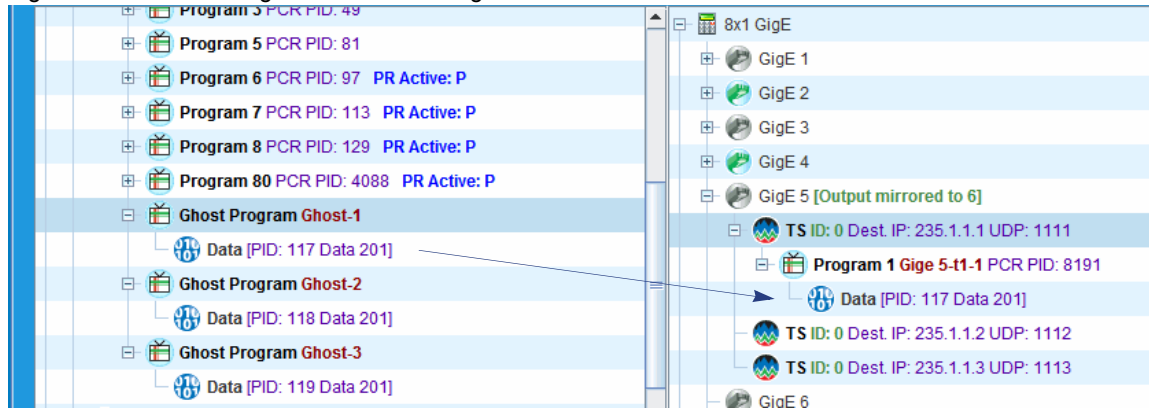 Program 3 PCR PID: 49
Program 5 PCR PID: 81
Program 6 PCR PID: 97 PR Active: P
Program 7 PCR PID: 113 PR Active: P
Program 8 PCR PID: 129 PR Active: P
Program 80 PCR PID: 4088 PR Active: P
Ghost Program Ghost-1
Data [PID: 117 Data 201]
Ghost Program Ghost-2
Data [PID: 118 Data 201]
Ghost Program Ghost-3
Data [PID: 119 Data 201]
8x1 GigE
GigE 1
GigE 2
GigE 3
GigE 4
GigE 5 [Output mirrored to 6]
TS ID: 0 Dest. IP: 235.1.1.1 UDP: 1111
Program 1 Gige 5-t1-1 PCR PID: 8191
Data [PID: 117 Data 201]
TS ID: 0 Dest. IP: 235.1.1.2 UDP: 1112
TS ID: 0 Dest. IP: 235.1.1.3 UDP: 1113
GigE 6